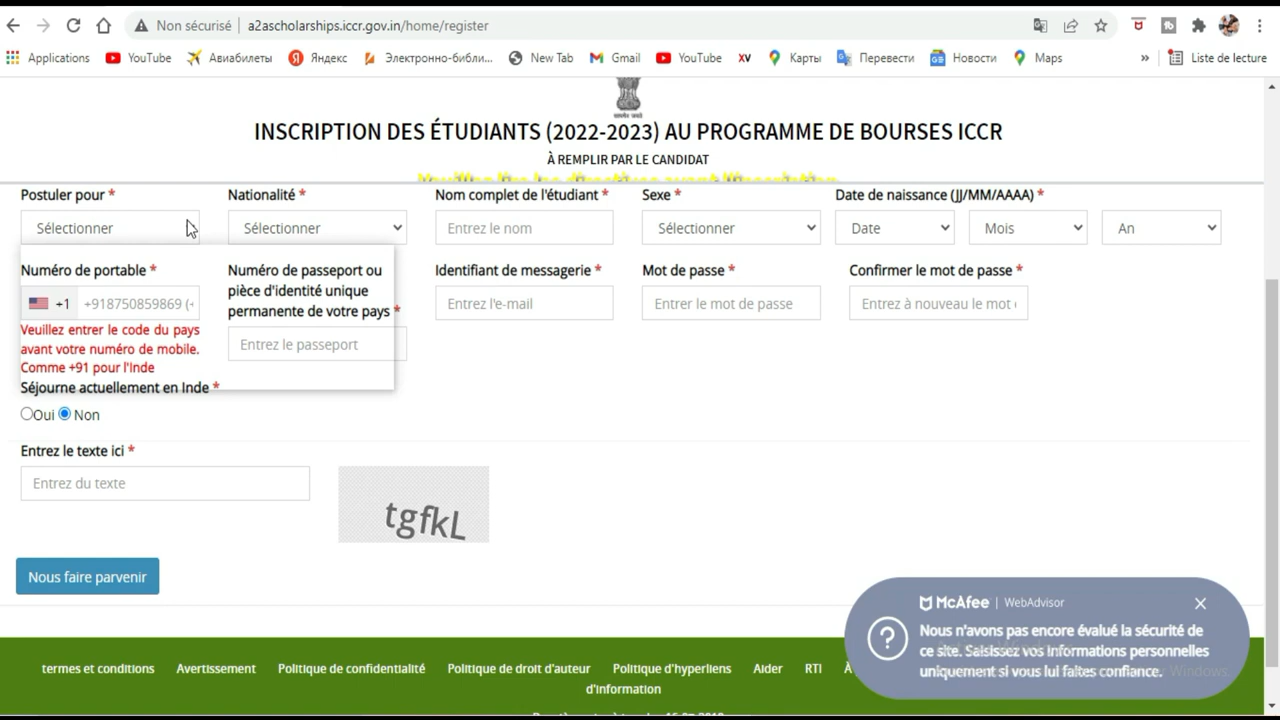 Non sécurisé | a2ascholarships.iccr.gov.in/home/register
Applications YouTube Авиабилеты Яндекс Электронно-библи... New Tab Gmail YouTube XV Карты Перевести Новости Maps » Liste de lecture
INSCRIPTION DES ÉTUDIANTS (2022-2023) AU PROGRAMME DE BOURSES ICCR
À REMPLIR PAR LE CANDIDAT
Postuler pour * Nationalité * Nom complet de l'étudiant * Sexe * Date de naissance (JJ/MM/AAAA) *
Sélectionner Sélectionner Entrez le nom Sélectionner Date Mois An
Numéro de portable * Numéro de passeport ou Identifiant de messagerie * Mot de passe * Confirmer le mot de passe *
pièce d'identité unique
permanente de votre pays *
+1 +918750859869 (+ Entrez l'e-mail Entrer le mot de passe Entrez à nouveau le mot
Veuillez entrer le code du pays
avant votre numéro de mobile.
Comme +91 pour l'Inde
Entrez le passeport
Séjourne actuellement en Inde *
Oui Non
Entrez le texte ici *
Entrez du texte
tgfkL
Nous faire parvenir
McAfee | WebAdvisor
Nous n'avons pas encore évalué la sécurité de
ce site. Saisissez vos informations personnelles
uniquement si vous lui faites confiance.
termes et conditions Avertissement Politique de confidentialité Politique de droit d'auteur Politique d'hyperliens Aider RTI À
d'information